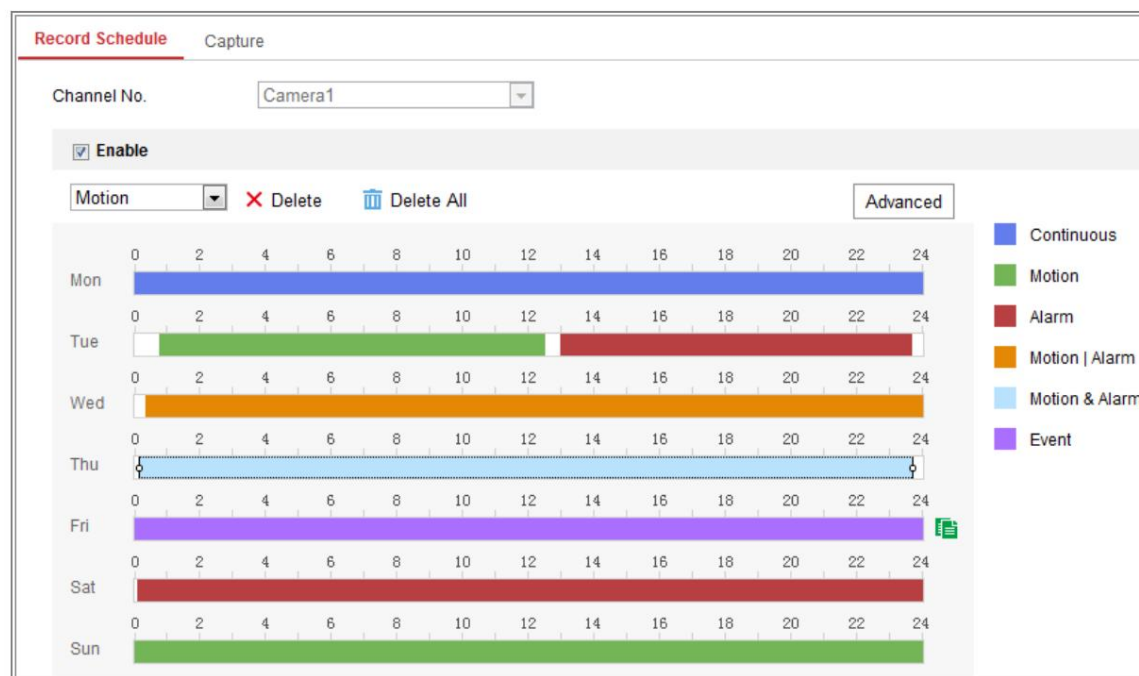 Record Schedule Capture
Channel No. Camera1
Enable
Motion Delete Delete All Advanced
Continuous
Motion
Alarm
Motion | Alarm
Motion & Alarm
Event
0 2 4 6 8 10 12 14 16 18 20 22 24
Mon
0 2 4 6 8 10 12 14 16 18 20 22 24
Tue
0 2 4 6 8 10 12 14 16 18 20 22 24
Wed
0 2 4 6 8 10 12 14 16 18 20 22 24
Thu
0 2 4 6 8 10 12 14 16 18 20 22 24
Fri
0 2 4 6 8 10 12 14 16 18 20 22 24
Sat
0 2 4 6 8 10 12 14 16 18 20 22 24
Sun